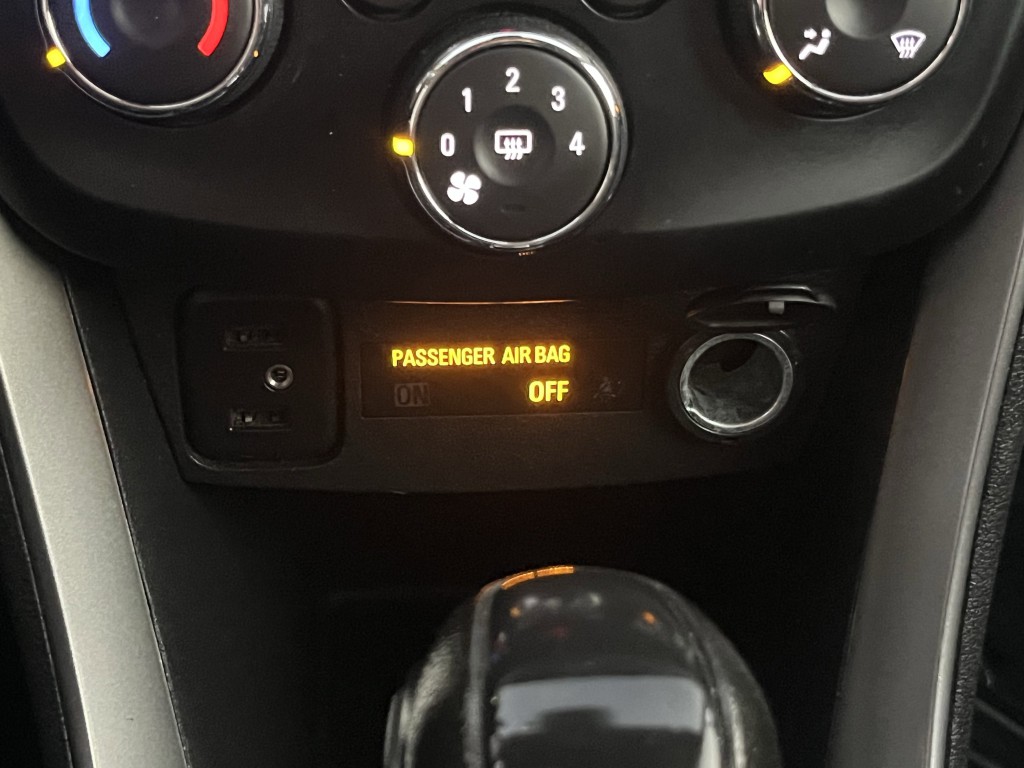 1 2 3
0 4
PASSENGER AIR BAG
ON OFF